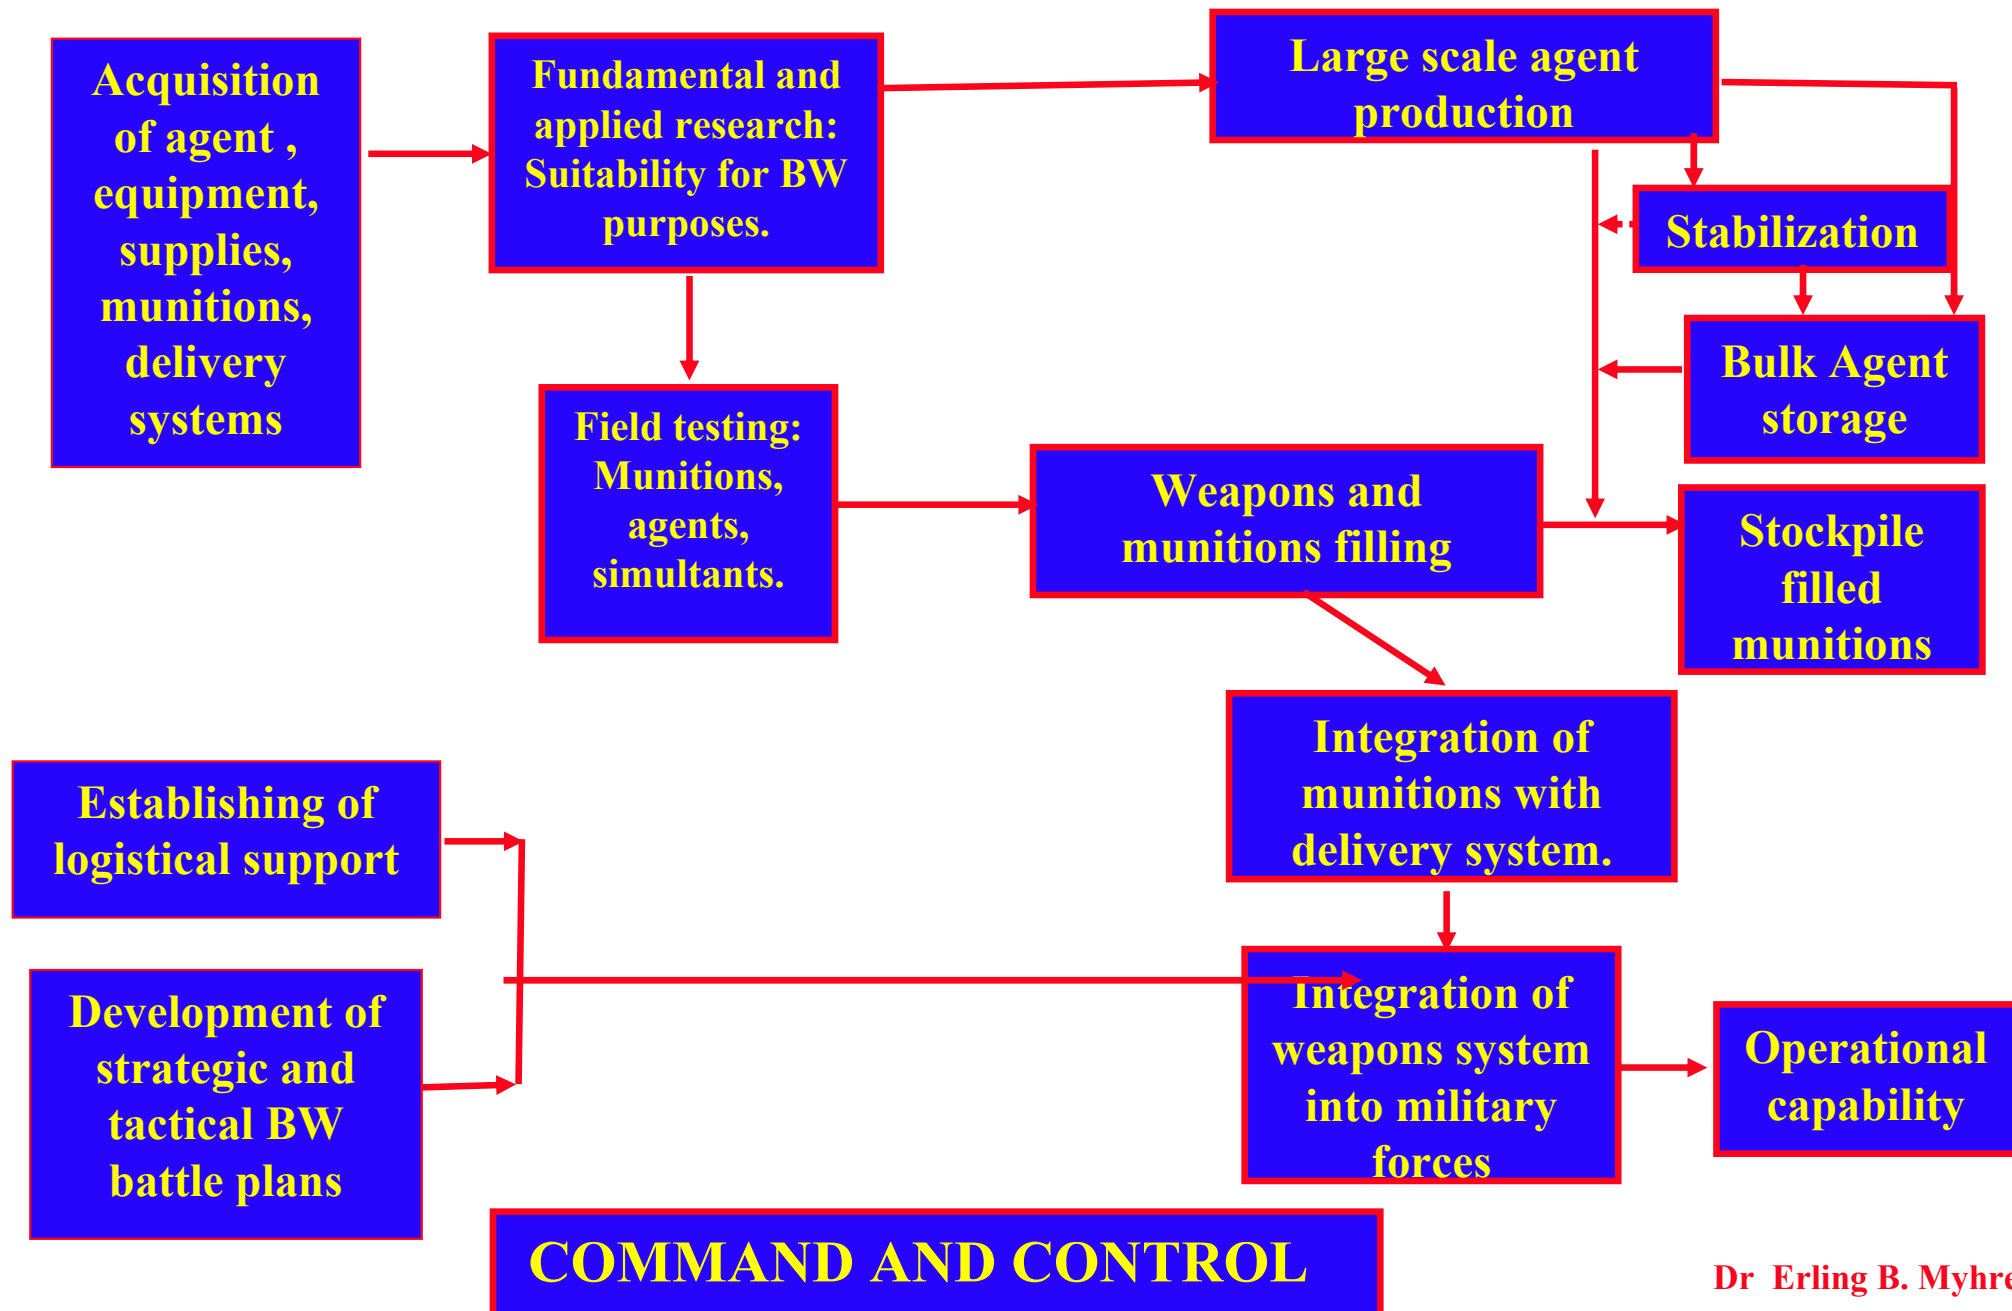 Acquisition
of agent ,
equipment,
supplies,
munitions,
delivery
systems
Fundamental and
applied research:
Suitability for BW
purposes.
Large scale agent
production
Stabilization
Bulk Agent
storage
Field testing:
Munitions,
agents,
simultants.
Weapons and
munitions filling
Stockpile
filled
munitions
Integration of
munitions with
delivery system.
Establishing of
logistical support
Development of
strategic and
tactical BW
battle plans
Integration of
weapons system
into military
forces
Operational
capability
COMMAND AND CONTROL
Dr Erling B. Myhre